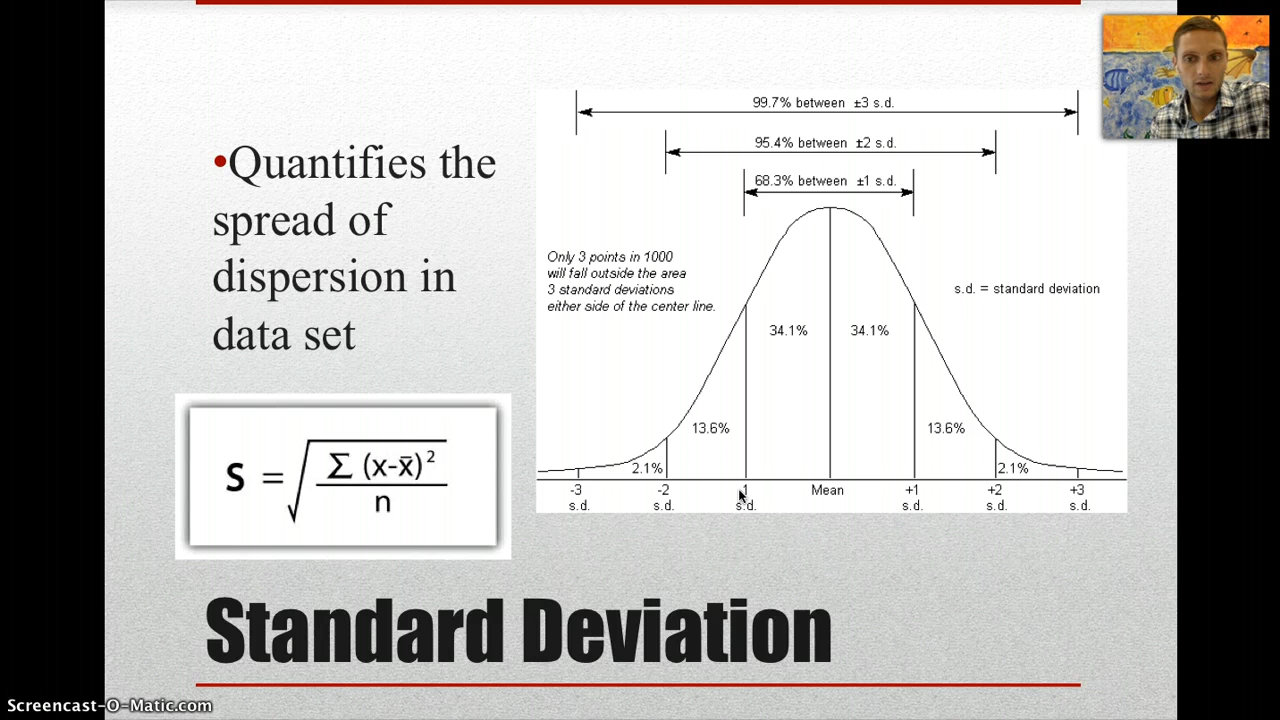 •Quantifies the
spread of
dispersion in
data set
S = √ Σ (x-x̄)²
n
99.7% between ±3 s.d.
95.4% between ±2 s.d.
68.3% between ±1 s.d.
Only 3 points in 1000
will fall outside the area
3 standard deviations
either side of the center line.
s.d. = standard deviation
34.1% 34.1%
13.6% 13.6%
2.1% 2.1%
-3 -2 1 Mean +1 +2 +3
s.d. s.d. s.d. s.d. s.d. s.d.
Standard Deviation
Screencast-O-Matic.com